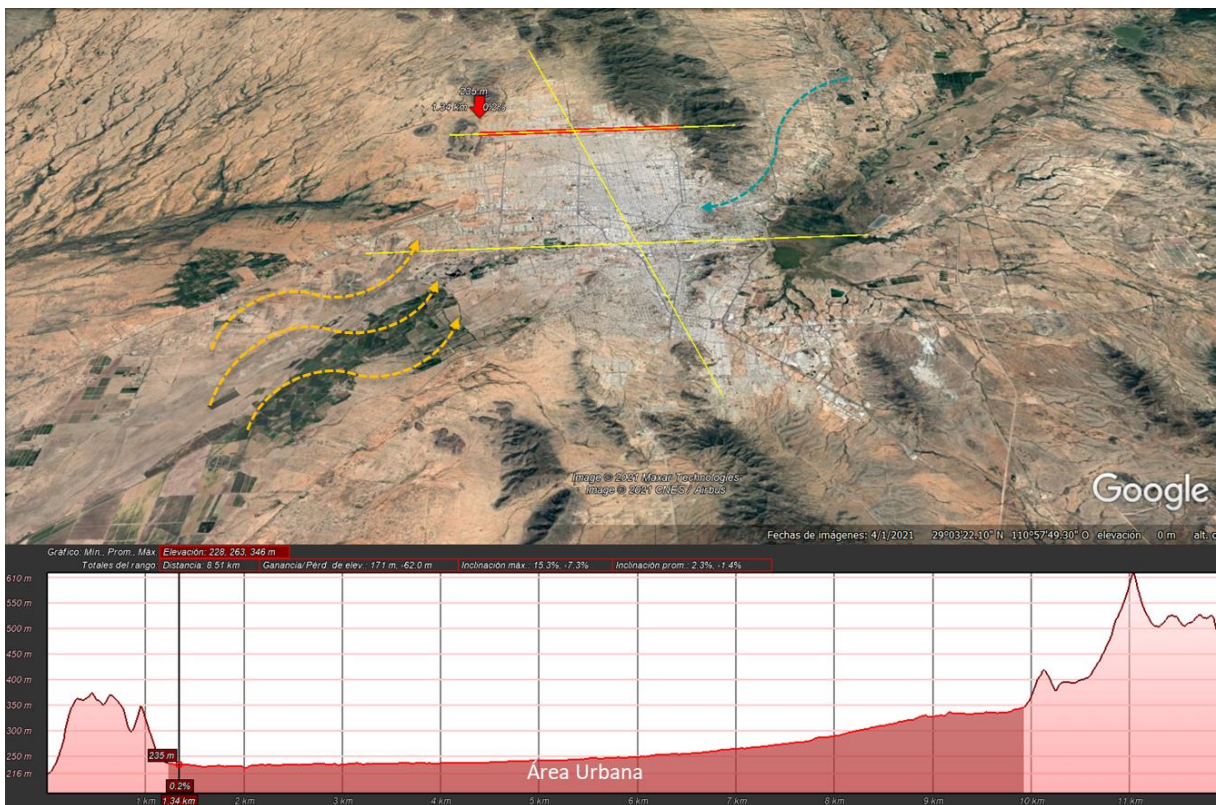 235 m
1.34 km 0.2%
Image © 2021 Maxar Technologies
Image © 2021 CNES / Airbus
Google
Fechas de imágenes: 4/1/2021 29°03'22.10" N 110°57'49.30" O elevación 0 m alt. o
Gráfico: Mín., Prom., Máx. Elevación: 228, 263, 346 m
Totales del rango: Distancia: 8.51 km Ganancia/Pérd. de elev.: 171 m, -62.0 m Inclinación máx.: 15.3%, -7.3% Inclinación prom.: 2.3%, -1.4%
610 m
550 m
500 m
450 m
400 m
350 m
300 m
250 m
216 m
235 m
0.2%
Área Urbana
1 km 1.34 km 2 km 3 km 4 km 5 km 6 km 7 km 8 km 9 km 10 km 11 km